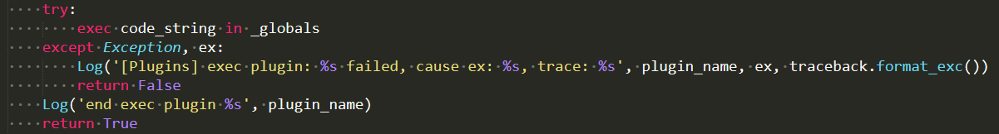 try:
        exec code_string in _globals
    except Exception, ex:
        Log('[Plugins] exec plugin: %s failed, cause ex: %s, trace: %s', plugin_name, ex, traceback.format_exc())
        return False
    Log('end exec plugin %s', plugin_name)
    return True